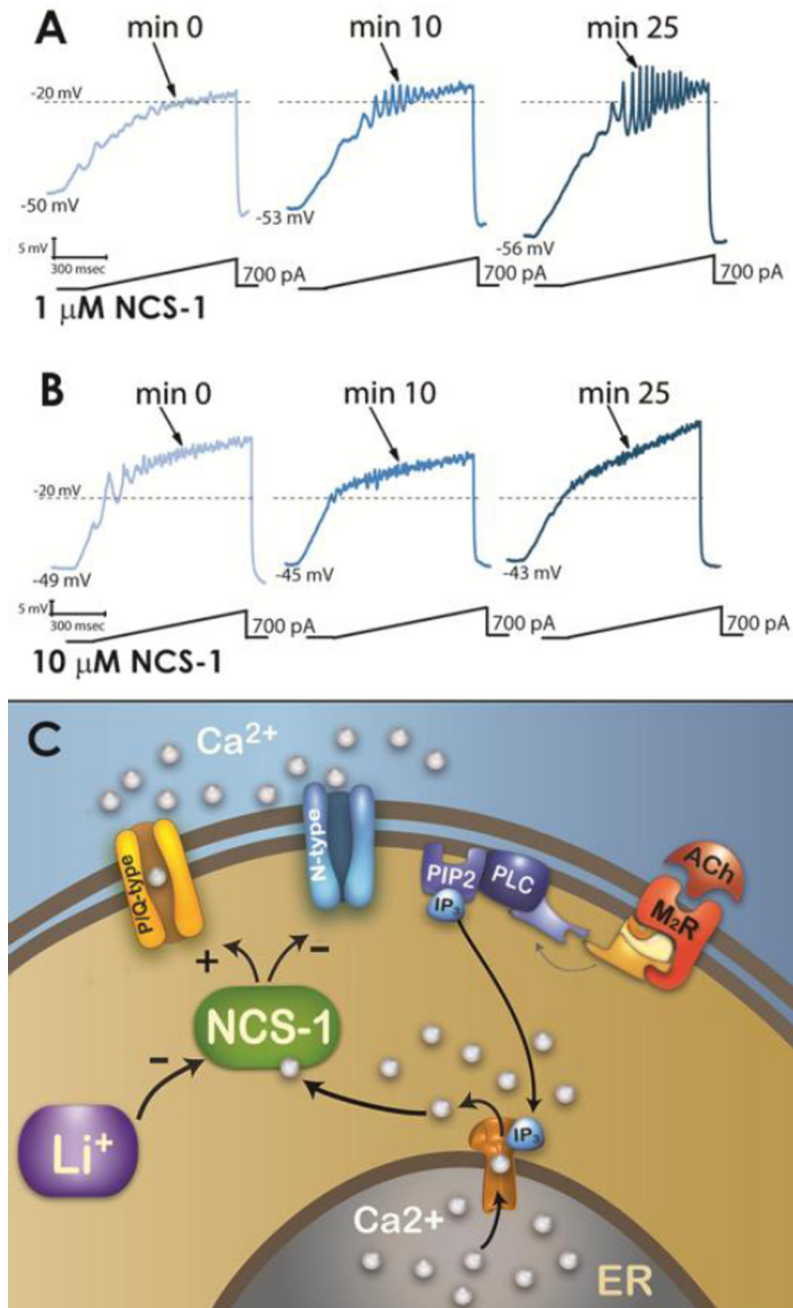 A
min 0 min 10 min 25
-20 mV
-50 mV -53 mV -56 mV
5 mV
300 msec
700 pA 700 pA 700 pA
1 μM NCS-1
B
min 0 min 10 min 25
-20 mV
-49 mV -45 mV -43 mV
5 mV
300 msec
700 pA 700 pA 700 pA
10 μM NCS-1
C
Ca2+
P/Q-type
N-type
PIP2
PLC
IP3
ACh
M2R
+
-
NCS-1
-
Li+
IP3
Ca2+
ER